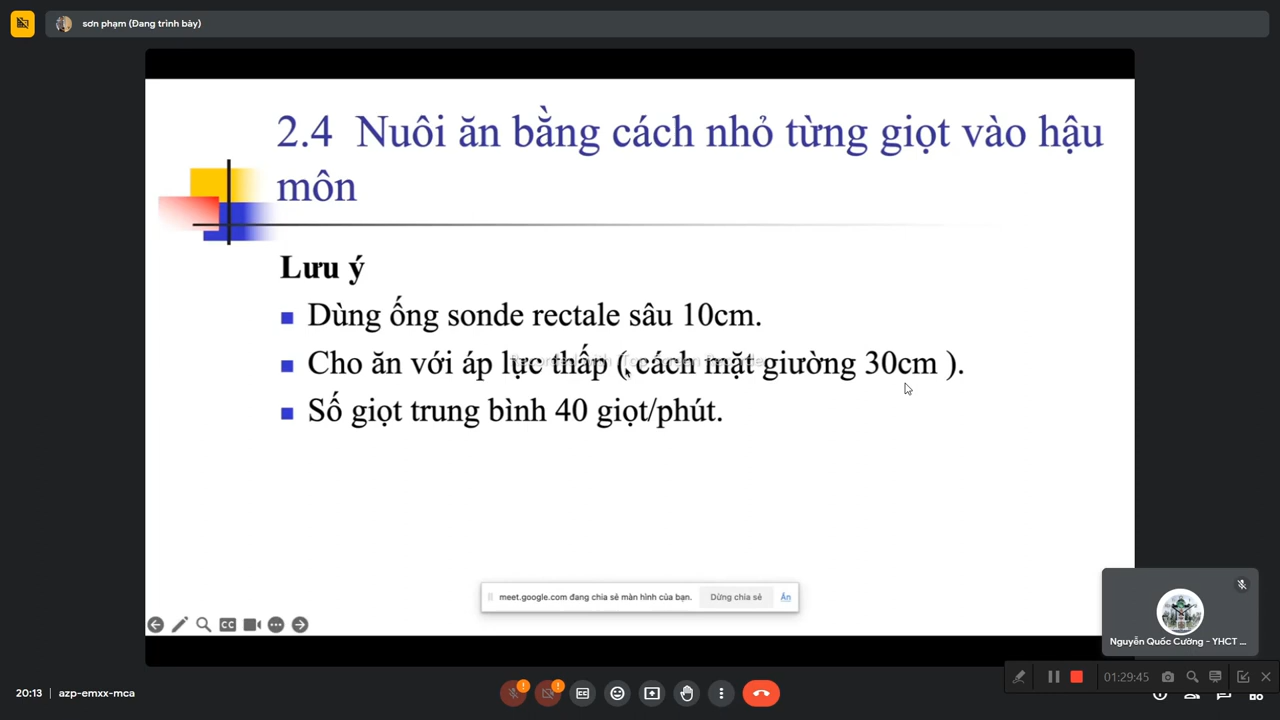 sơn phạm (Đang trình bày)
2.4 Nuôi ăn bằng cách nhỏ từng giọt vào hậu
môn
Lưu ý
Dùng ống sonde rectale sâu 10cm.
Cho ăn với áp lực thấp ( cách mặt giường 30cm ).
Số giọt trung bình 40 giọt/phút.
meet.google.com đang chia sẻ màn hình của bạn. Dừng chia sẻ Ẩn
CC
Nguyễn Quốc Cường - YHCT ...
01:29:45
20:13 | azp-emxx-mca